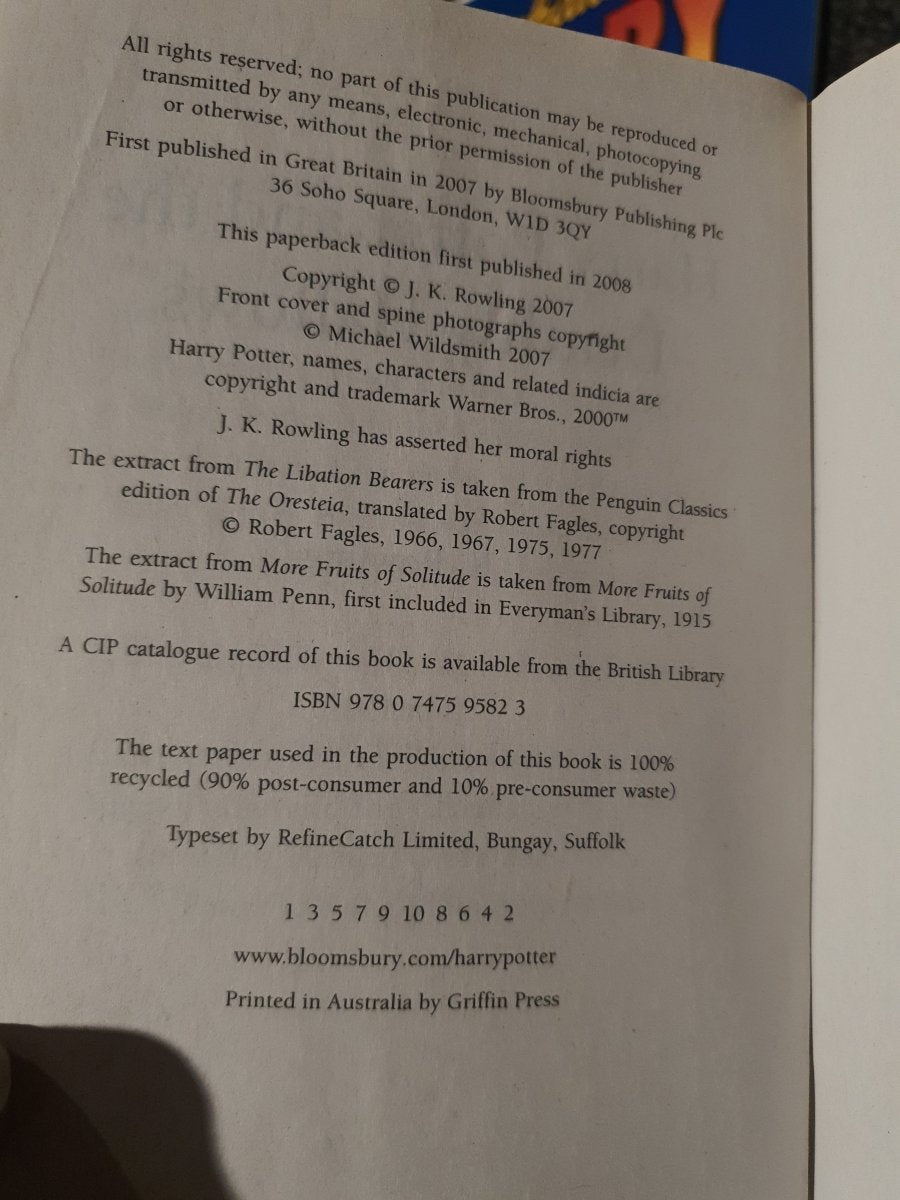 All rights reserved; no part of this publication may be reproduced or
transmitted by any means, electronic, mechanical, photocopying
or otherwise, without the prior permission of the publisher
First published in Great Britain in 2007 by Bloomsbury Publishing Plc
36 Soho Square, London, W1D 3QY
This paperback edition first published in 2008
Copyright © J. K. Rowling 2007
Front cover and spine photographs copyright
© Michael Wildsmith 2007
Harry Potter, names, characters and related indicia are
copyright and trademark Warner Bros., 2000™
J. K. Rowling has asserted her moral rights
The extract from The Libation Bearers is taken from the Penguin Classics
edition of The Oresteia, translated by Robert Fagles, copyright
© Robert Fagles, 1966, 1967, 1975, 1977
The extract from More Fruits of Solitude is taken from More Fruits of
Solitude by William Penn, first included in Everyman's Library, 1915
A CIP catalogue record of this book is available from the British Library
ISBN 978 0 7475 9582 3
The text paper used in the production of this book is 100%
recycled (90% post-consumer and 10% pre-consumer waste)
Typeset by RefineCatch Limited, Bungay, Suffolk
1 3 5 7 9 10 8 6 4 2
www.bloomsbury.com/harrypotter
Printed in Australia by Griffin Press